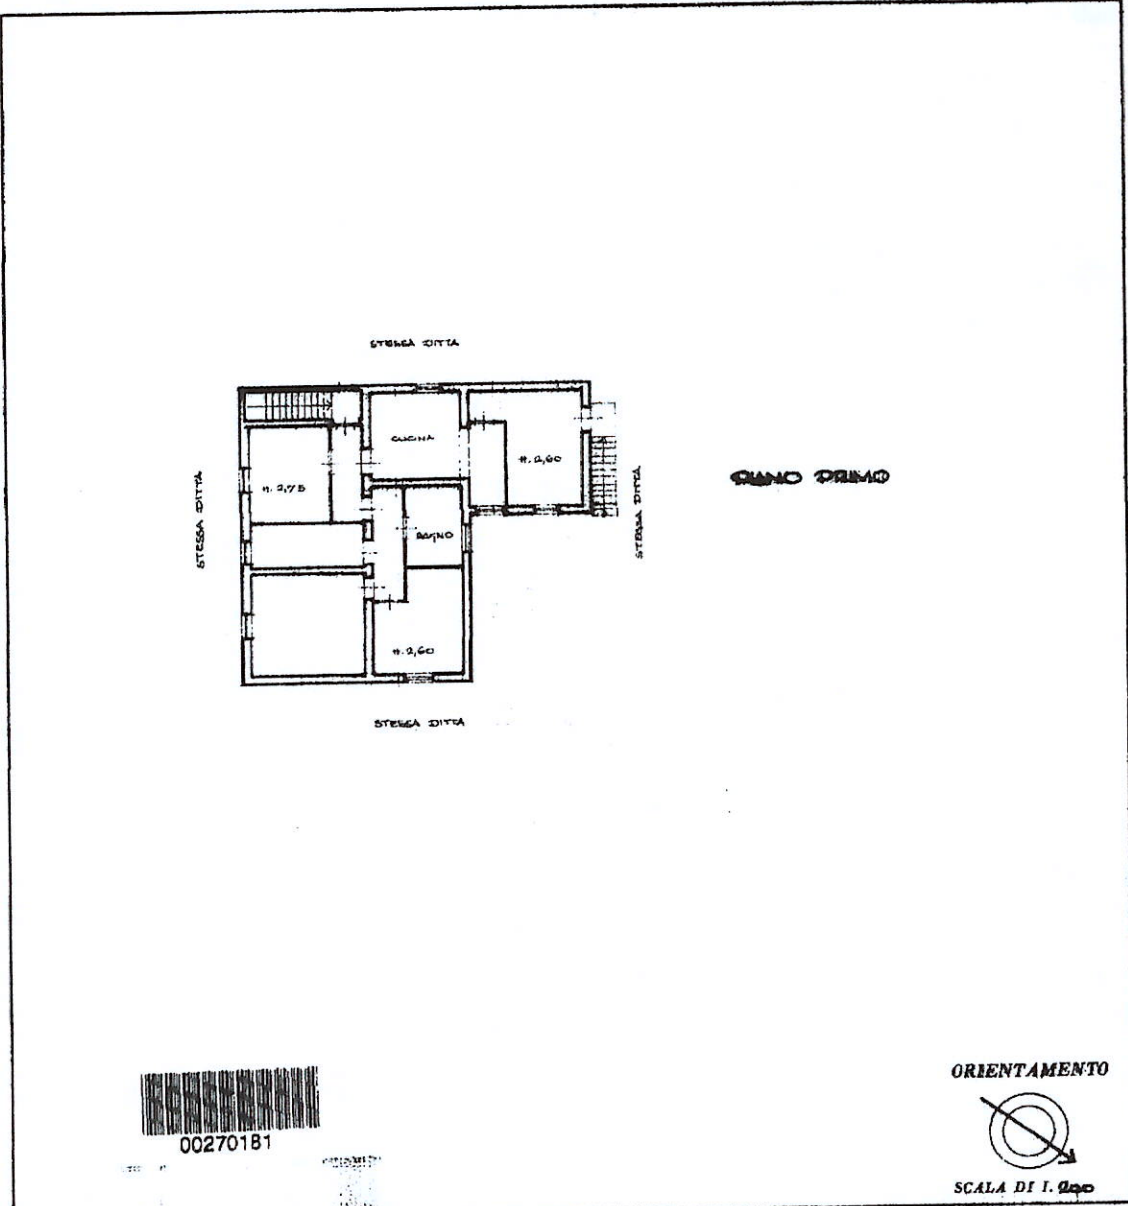 STESSA DITTA
CUCINA
H. 2,60
H. 2,75
STESSA DITTA
STESSA DITTA
PIANO PRIMO
BAGNO
H. 2,60
STESSA DITTA
ORIENTAMENTO
00270181
SCALA DI 1. 200